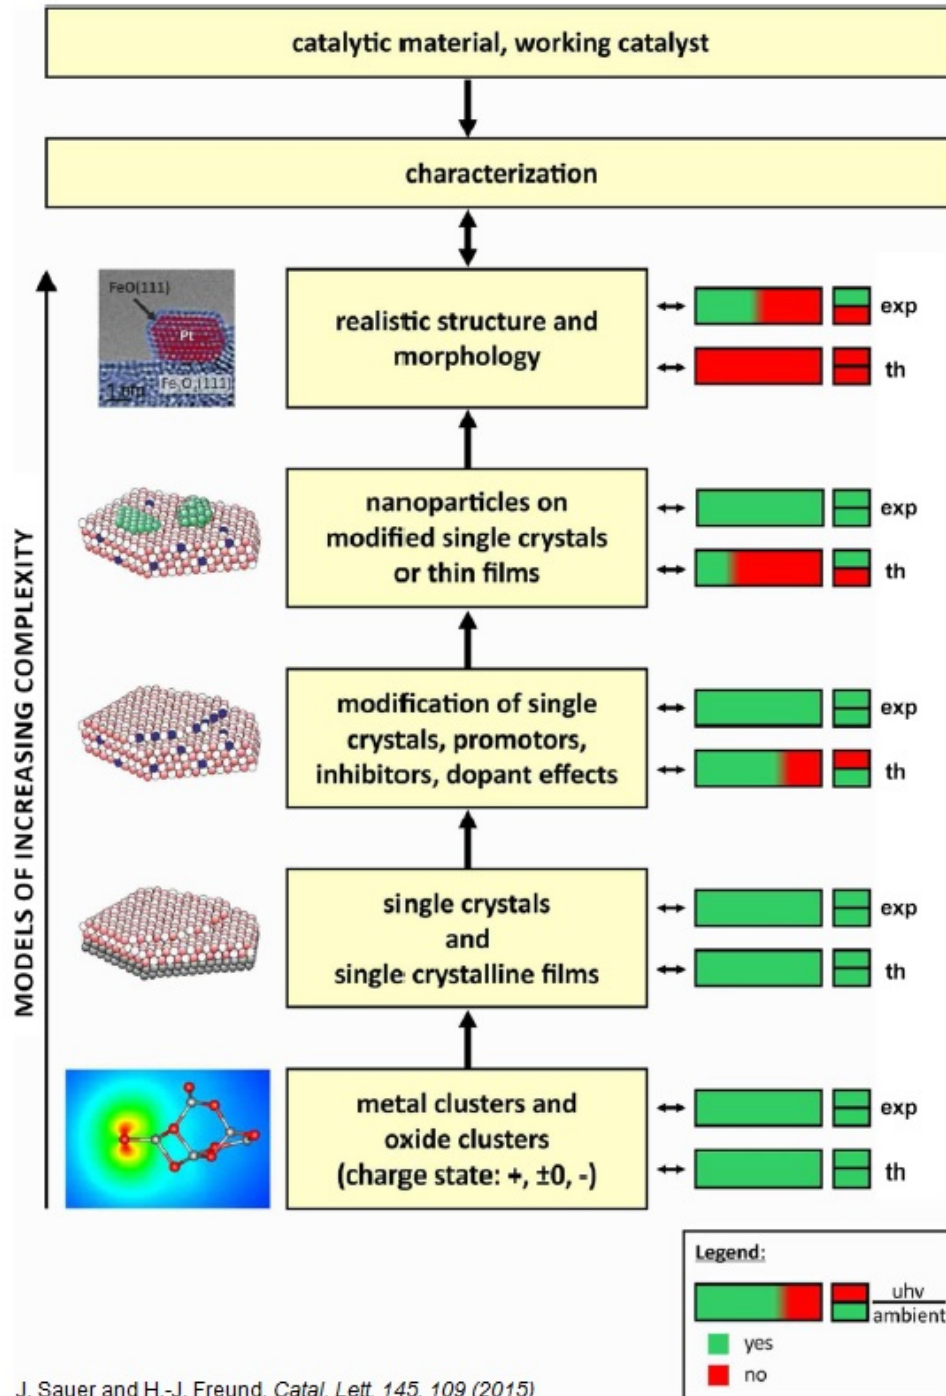 catalytic material, working catalyst
characterization
MODELS OF INCREASING COMPLEXITY
FeO(111)
Pt
1 nm
realistic structure and
morphology
exp
th
nanoparticles on
modified single crystals
or thin films
exp
th
modification of single
crystals, promotors,
inhibitors, dopant effects
exp
th
single crystals
and
single crystalline films
exp
th
metal clusters and
oxide clusters
(charge state: +, ±0, -)
exp
th
Legend:
uhv
ambient
yes
no
J. Sauer and H.-J. Freund, Catal. Lett. 145, 109 (2015)